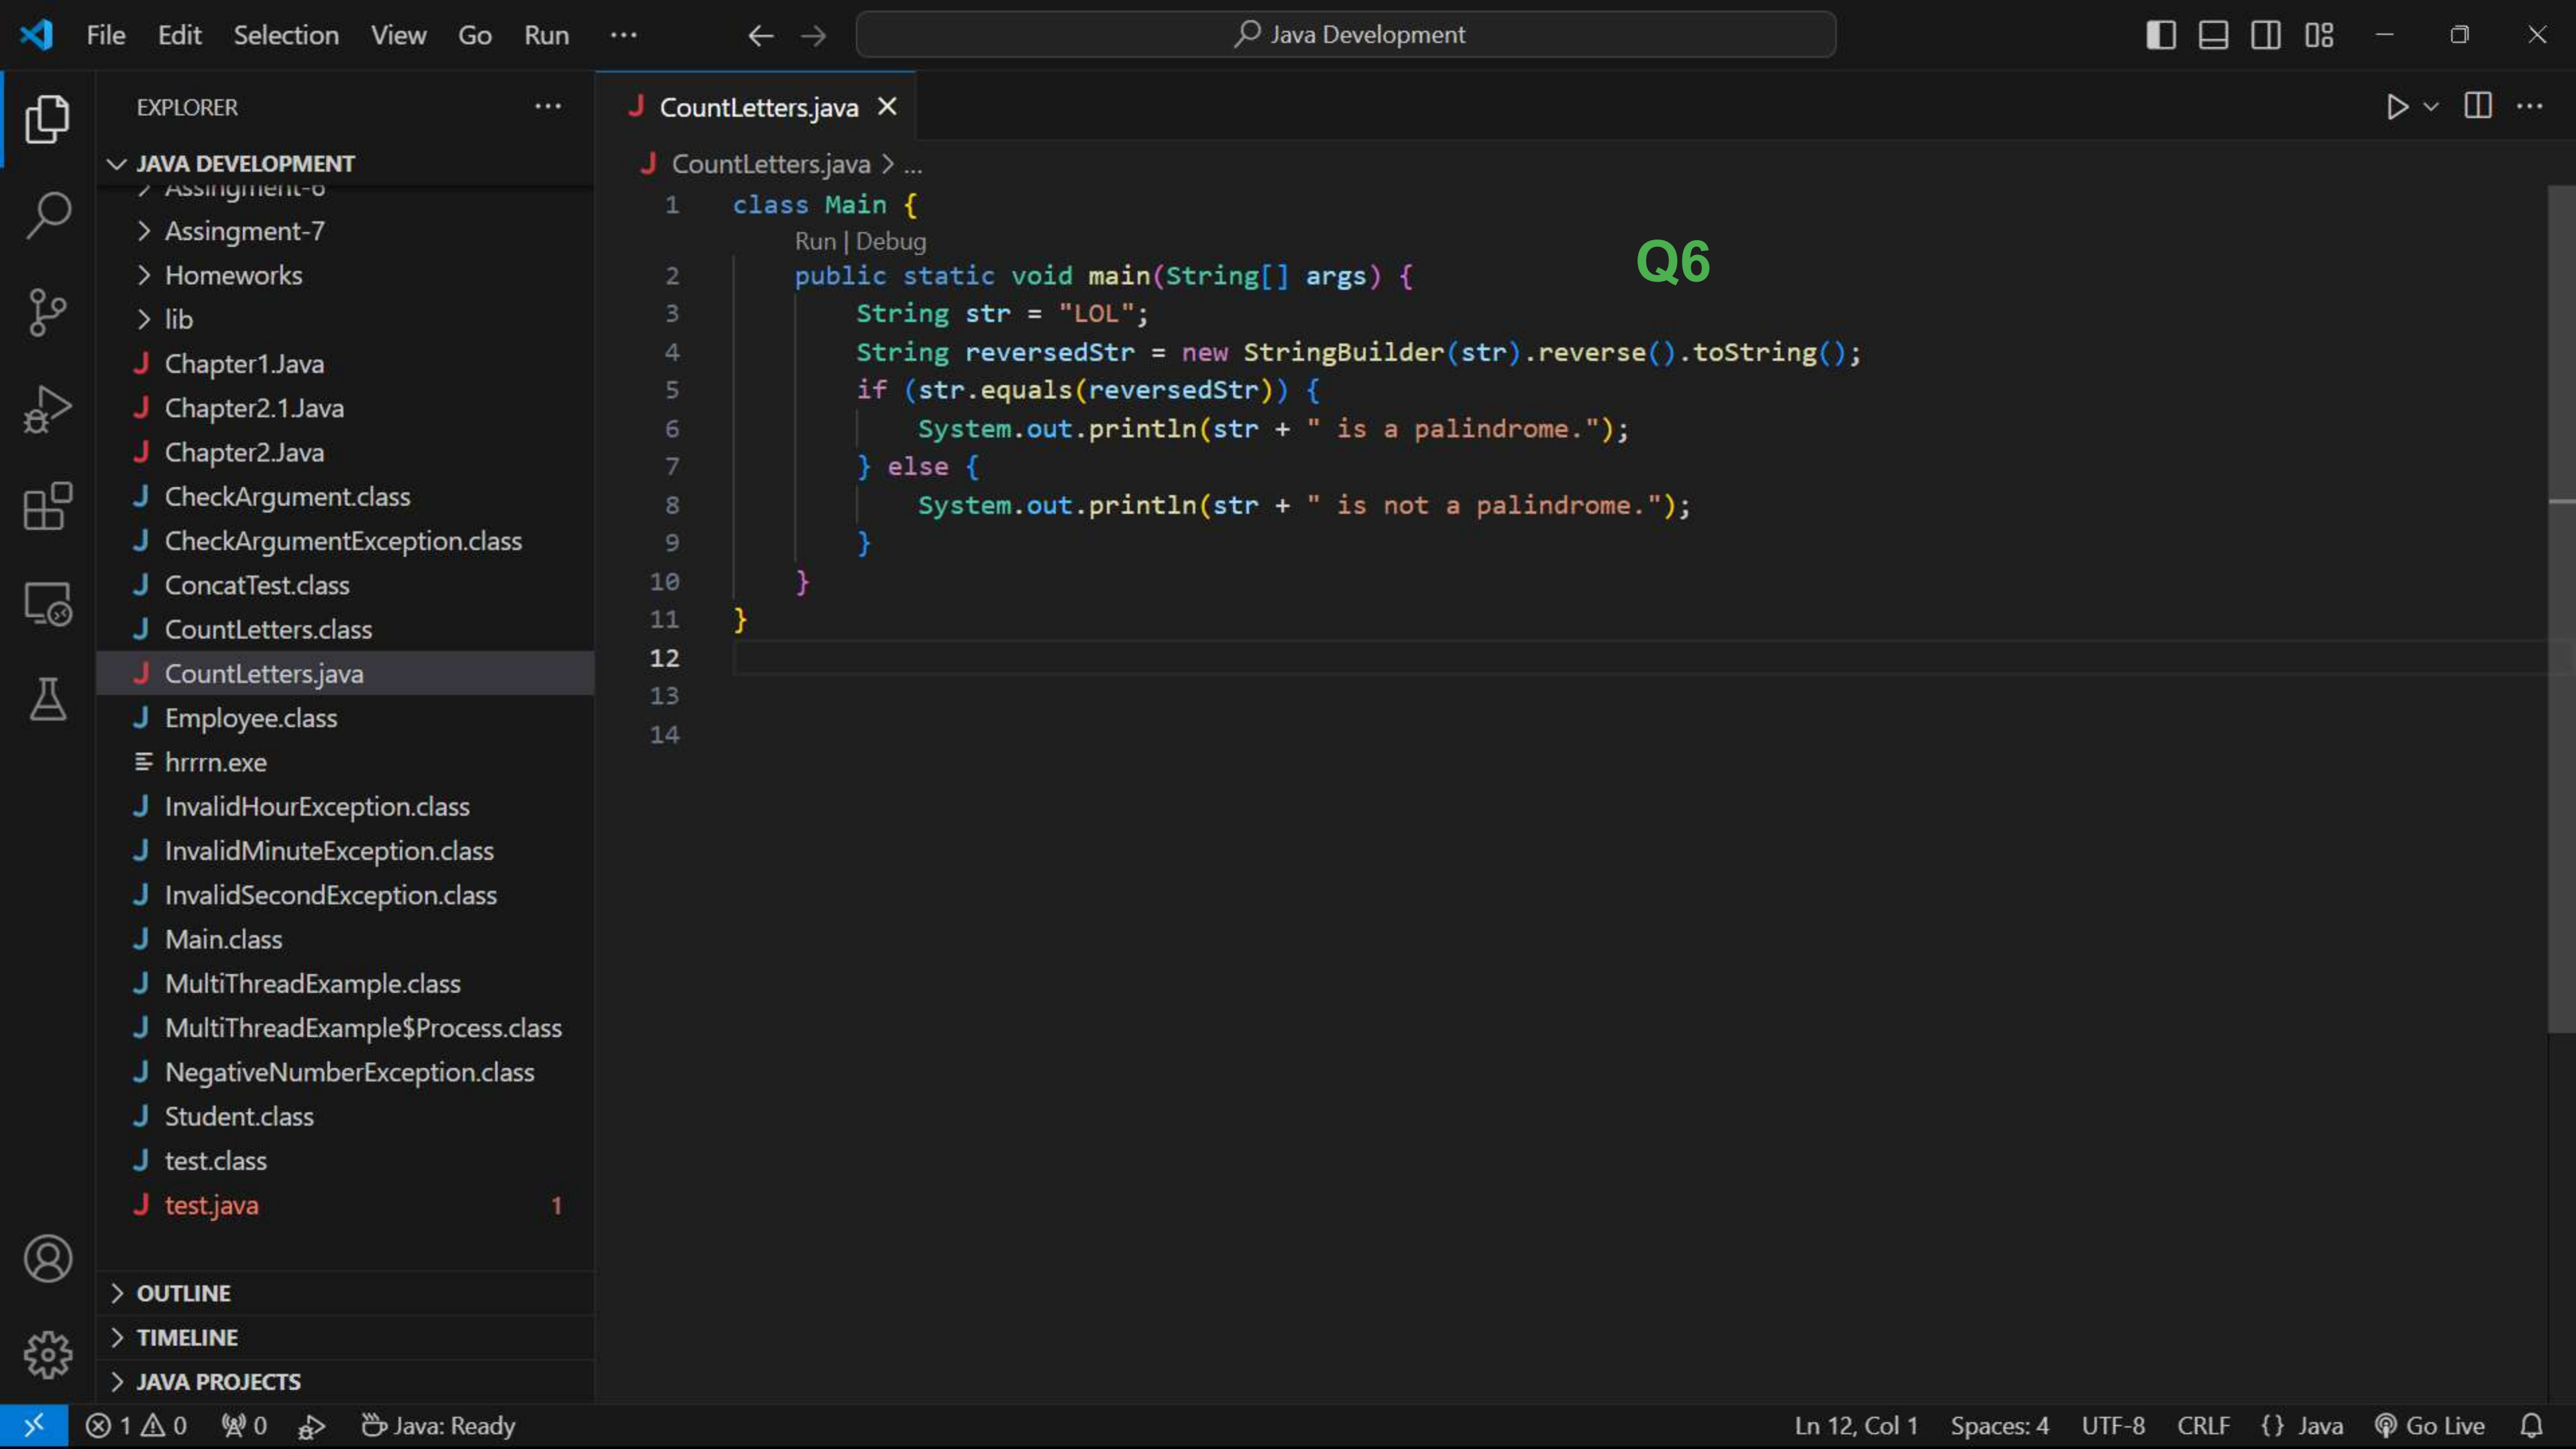 File Edit Selection View Go Run ··· Java Development
EXPLORER ···
JAVA DEVELOPMENT
Assingment-6
Assingment-7
Homeworks
lib
Chapter1.Java
Chapter2.1.Java
Chapter2.Java
CheckArgument.class
CheckArgumentException.class
ConcatTest.class
CountLetters.class
CountLetters.java
Employee.class
hrrrn.exe
InvalidHourException.class
InvalidMinuteException.class
InvalidSecondException.class
Main.class
MultiThreadExample.class
MultiThreadExample$Process.class
NegativeNumberException.class
Student.class
test.class
test.java 1
OUTLINE
TIMELINE
JAVA PROJECTS
J CountLetters.java ×
J CountLetters.java > ...
1 class Main {
Run | Debug
Q6
2 public static void main(String[] args) {
3 String str = "LOL";
4 String reversedStr = new StringBuilder(str).reverse().toString();
5 if (str.equals(reversedStr)) {
6 System.out.println(str + " is a palindrome.");
7 } else {
8 System.out.println(str + " is not a palindrome.");
9 }
10 }
11 }
12
13
14
1 0 0 Java: Ready Ln 12, Col 1 Spaces: 4 UTF-8 CRLF {} Java Go Live